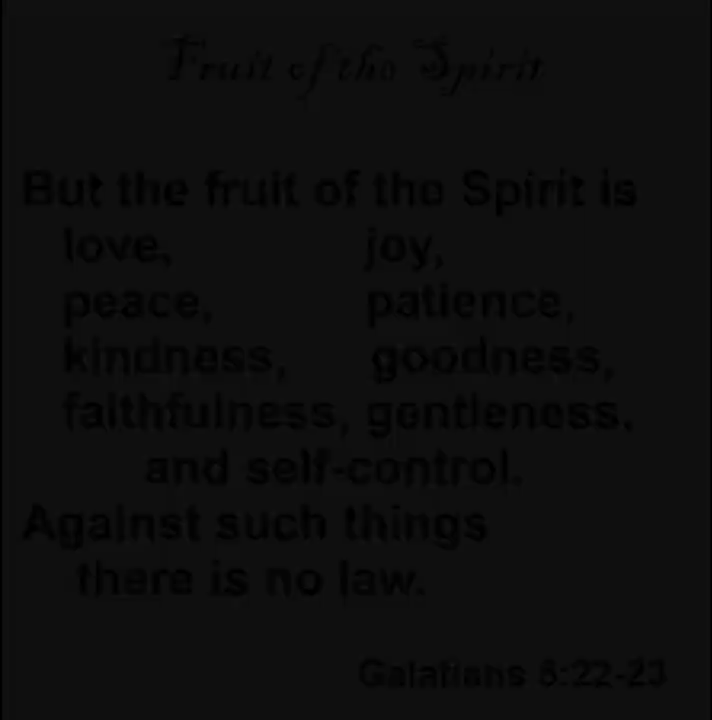 Fruit of the Spirit
But the fruit of the Spirit is
love, joy,
peace, patience,
kindness, goodness,
faithfulness, gentleness,
and self-control.
Against such things
there is no law.
Galatians 5:22-23